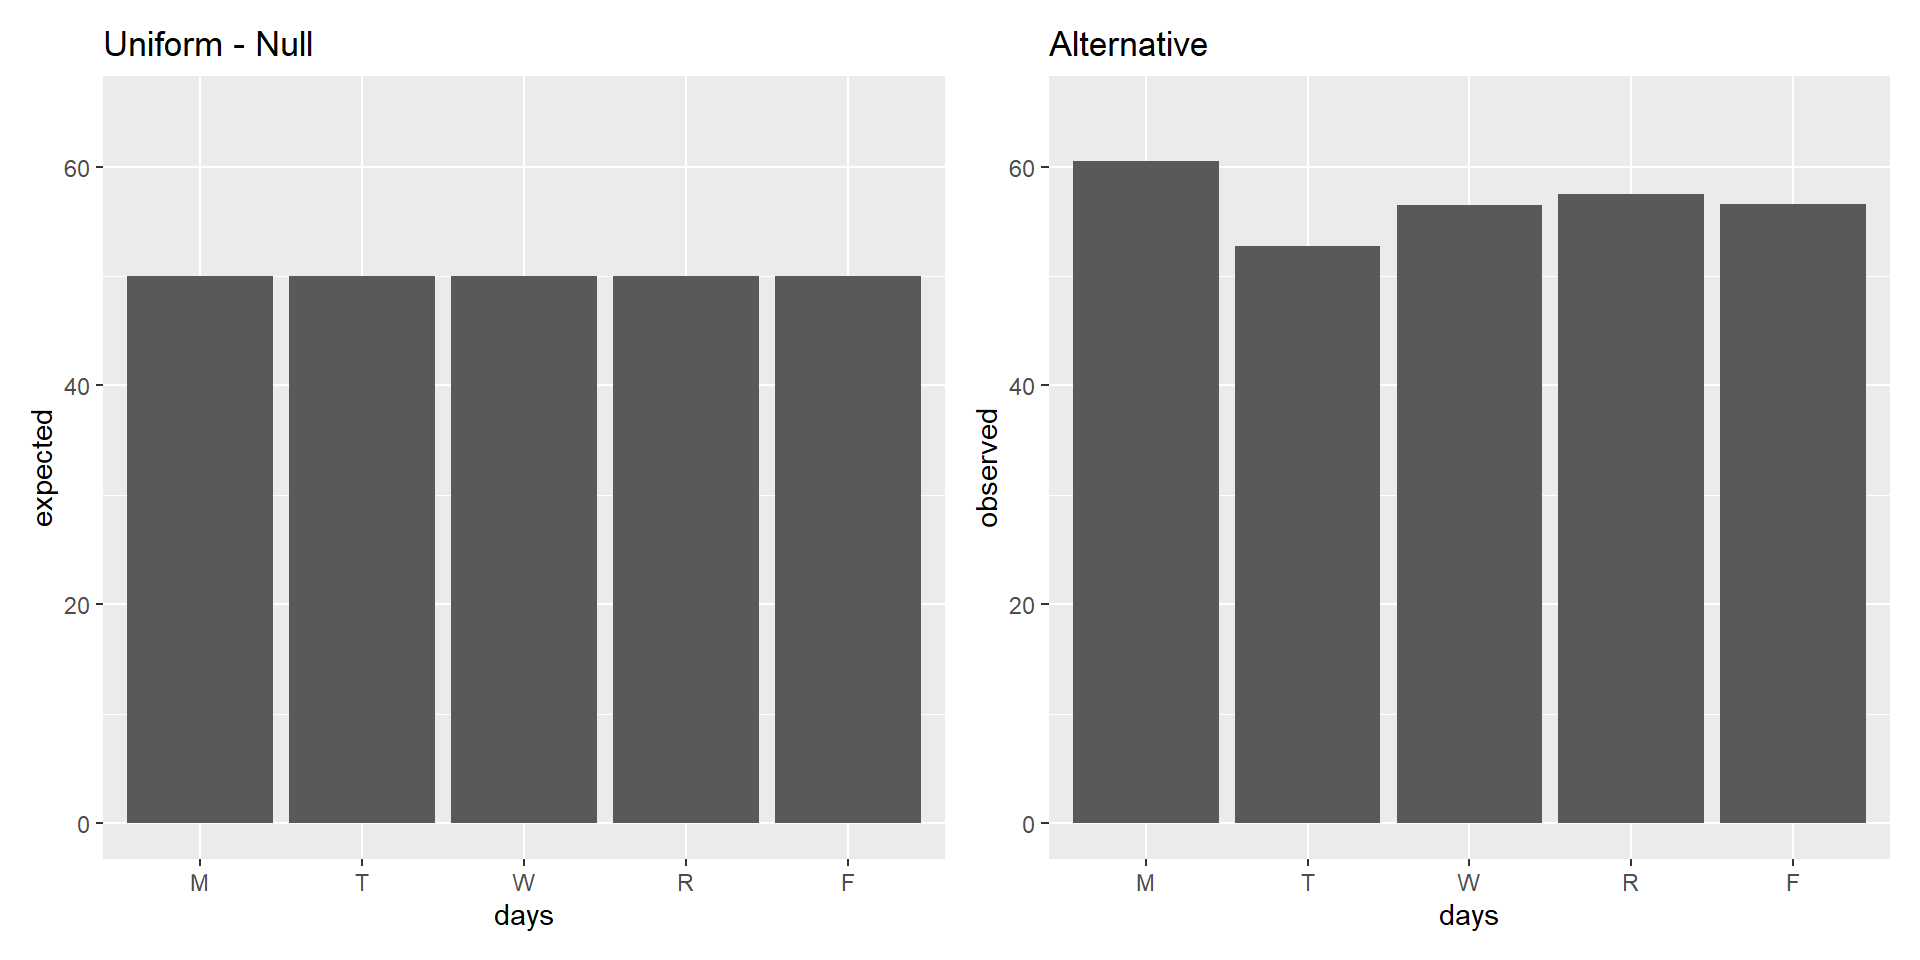 Uniform - Null
expected
60
40
20
0
M T W R F
days
Alternative
observed
60
40
20
0
M T W R F
days